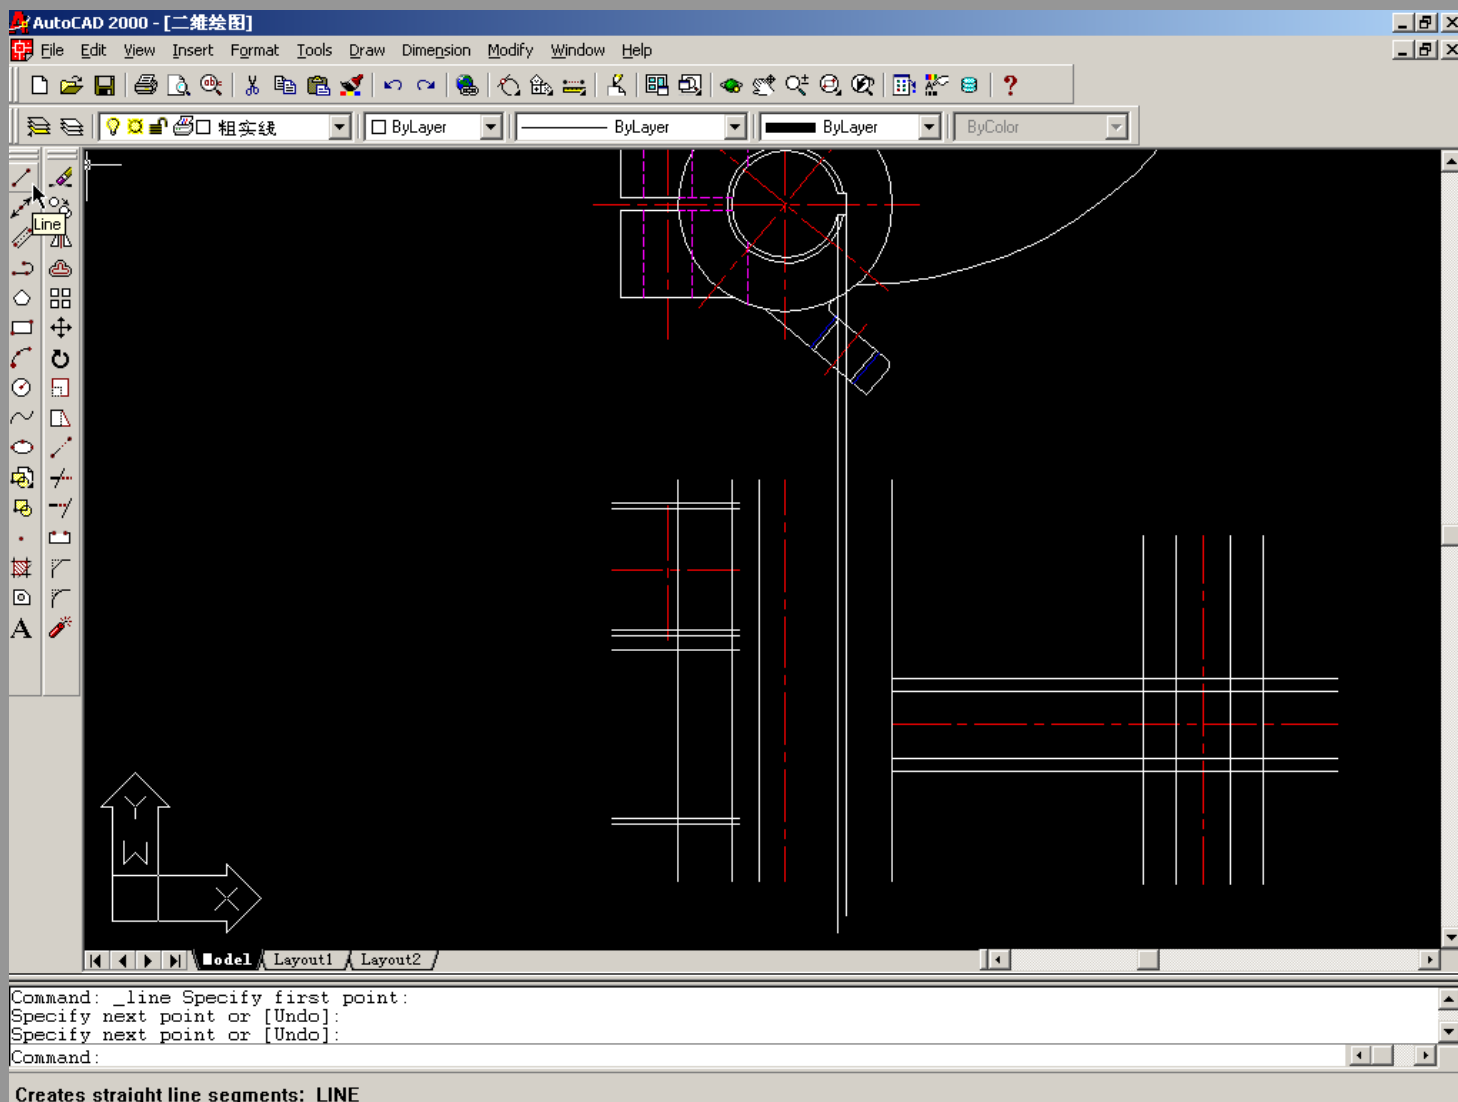 AutoCAD 2000 - [二维绘图]
File Edit View Insert Format Tools Draw Dimension Modify Window Help
粗实线 ByLayer ByLayer ByLayer ByColor
Line
A
Y
W
X
Model Layout1 Layout2
Command: _line Specify first point:
Specify next point or [Undo]:
Specify next point or [Undo]:
Command:
Creates straight line segments: LINE